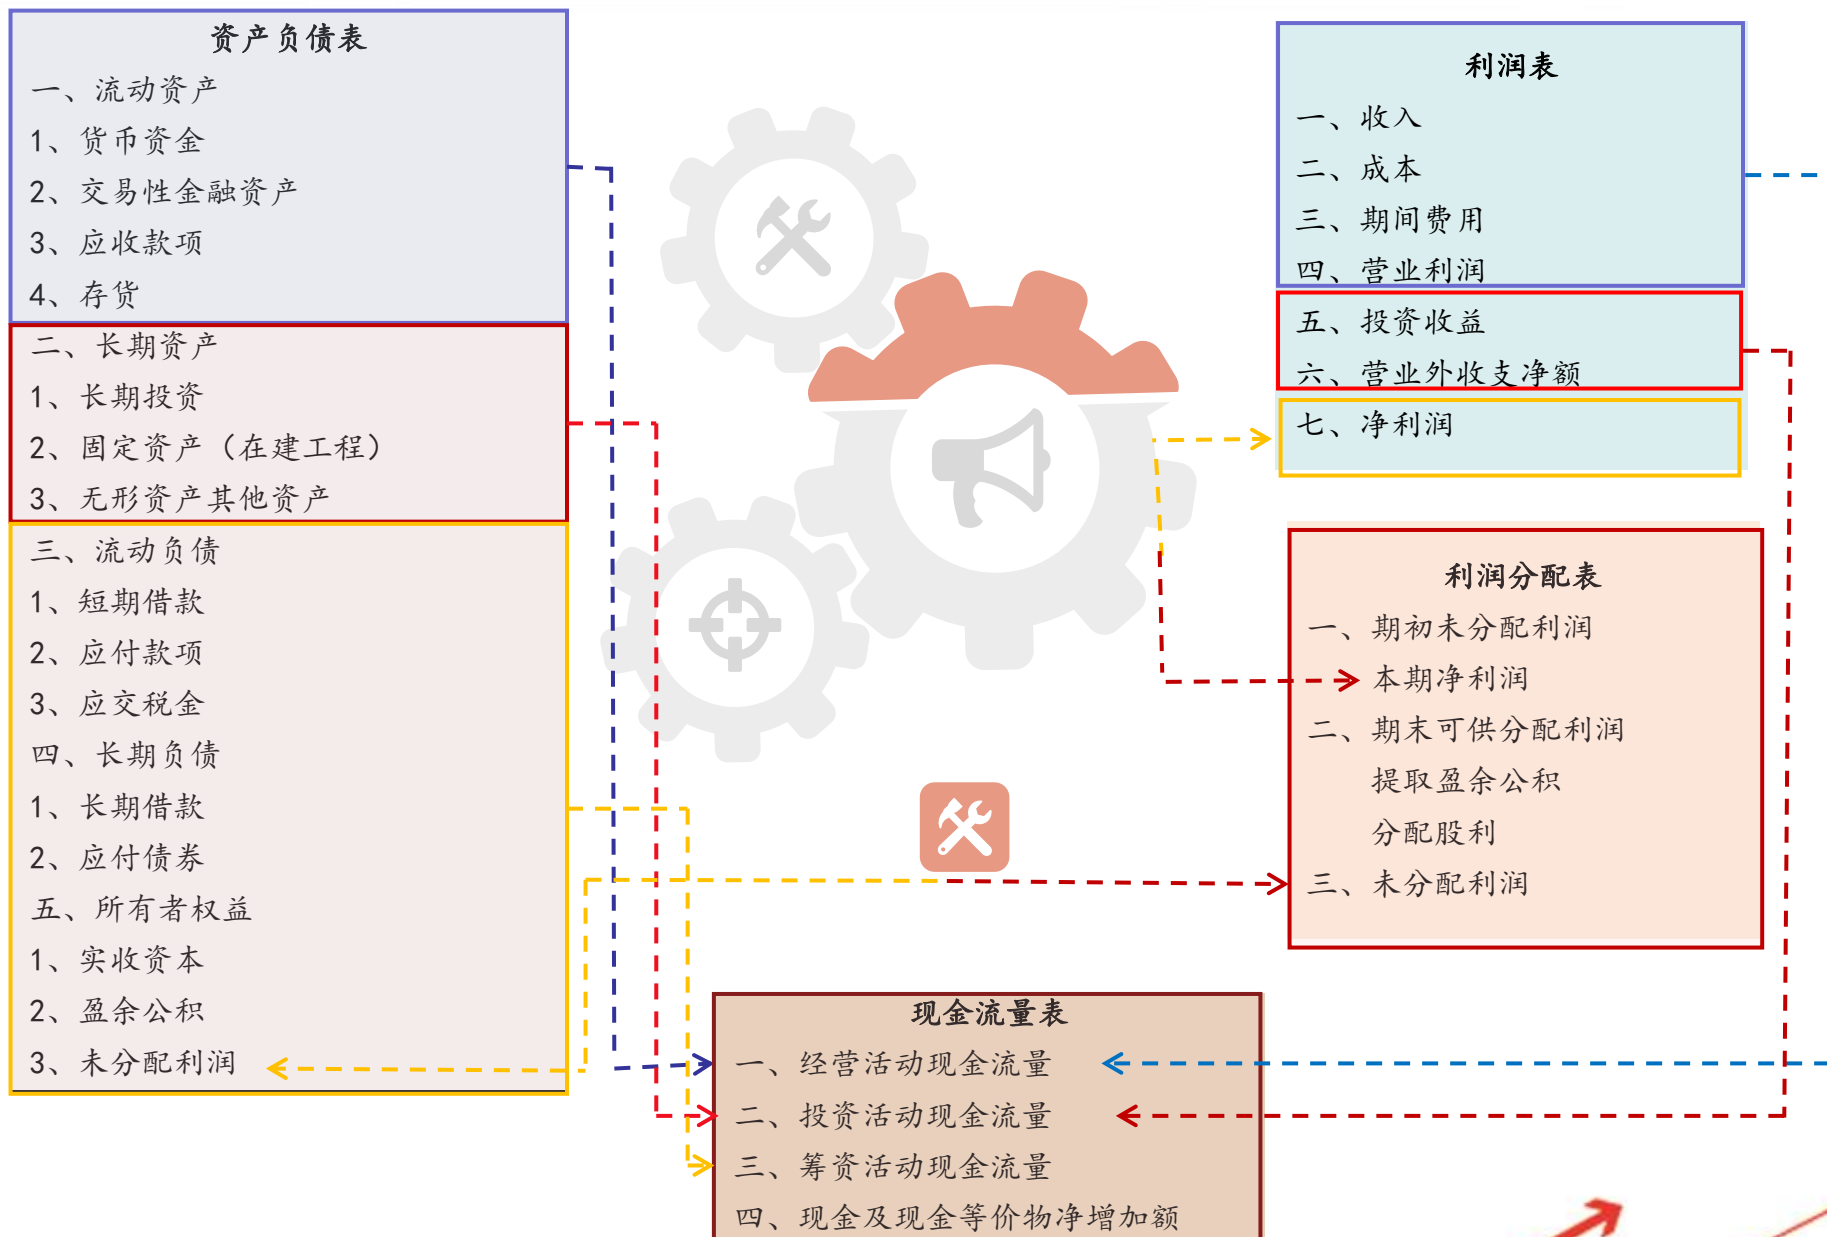 资产负债表
一、流动资产
1、货币资金
2、交易性金融资产
3、应收款项
4、存货
二、长期资产
1、长期投资
2、固定资产（在建工程）
3、无形资产其他资产
三、流动负债
1、短期借款
2、应付款项
3、应交税金
四、长期负债
1、长期借款
2、应付债券
五、所有者权益
1、实收资本
2、盈余公积
3、未分配利润
利润表
一、收入
二、成本
三、期间费用
四、营业利润
五、投资收益
六、营业外收支净额
七、净利润
利润分配表
一、期初未分配利润
本期净利润
二、期末可供分配利润
提取盈余公积
分配股利
三、未分配利润
现金流量表
一、经营活动现金流量
二、投资活动现金流量
三、筹资活动现金流量
四、现金及现金等价物净增加额